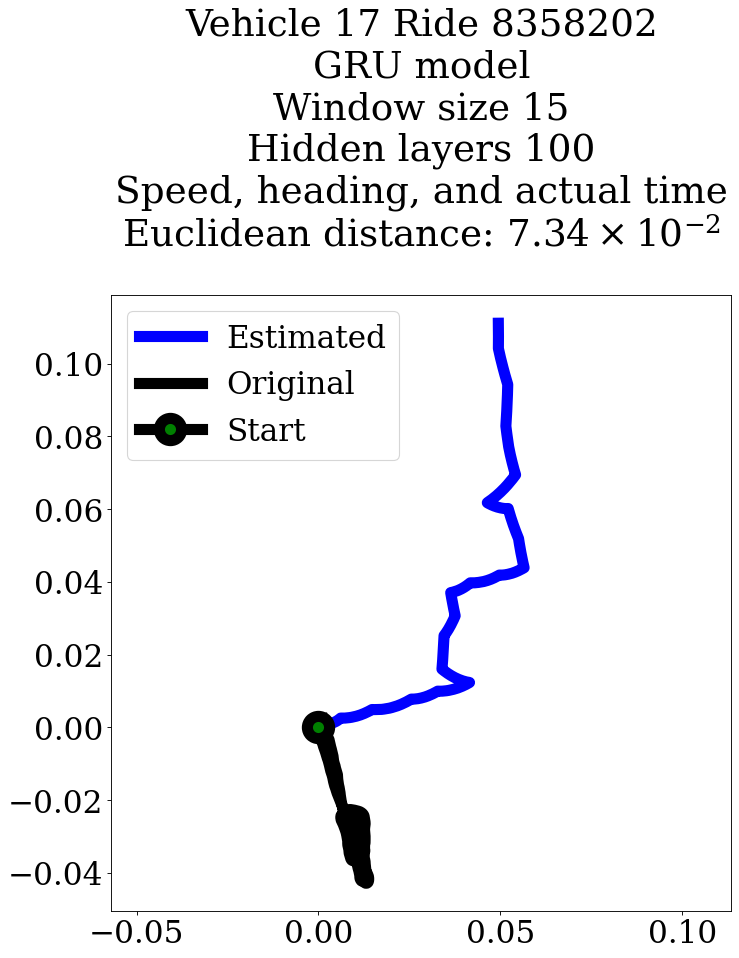 Vehicle 17 Ride 8358202
GRU model
Window size 15
Hidden layers 100
Speed, heading, and actual time
Euclidean distance: 7.34 × 10⁻²
Estimated
Original
Start
0.10
0.08
0.06
0.04
0.02
0.00
−0.02
−0.04
−0.05 0.00 0.05 0.10